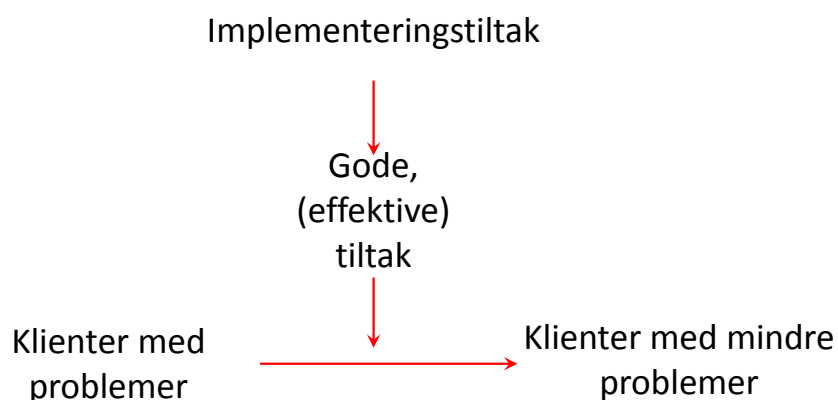 Implementeringstiltak
Gode,
(effektive)
tiltak
Klienter med
problemer
Klienter med mindre
problemer